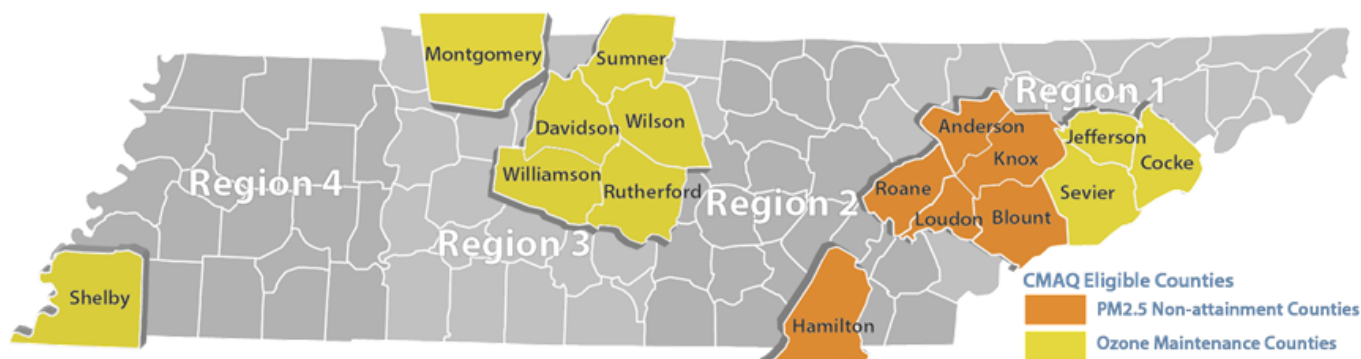 Montgomery
Sumner
Davidson
Wilson
Williamson
Rutherford
Region 4
Region 3
Region 2
Region 1
Anderson
Knox
Jefferson
Cocke
Sevier
Roane
Loudon
Blount
Shelby
Hamilton
CMAQ Eligible Counties
PM2.5 Non-attainment Counties
Ozone Maintenance Counties